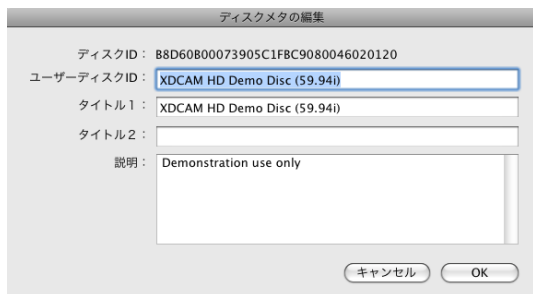 ディスクメタの編集
ディスクID： B8D60B00073905C1FBC9080046020120
ユーザーディスクID： XDCAM HD Demo Disc (59.94i)
タイトル1： XDCAM HD Demo Disc (59.94i)
タイトル2：
説明： Demonstration use only
キャンセル OK